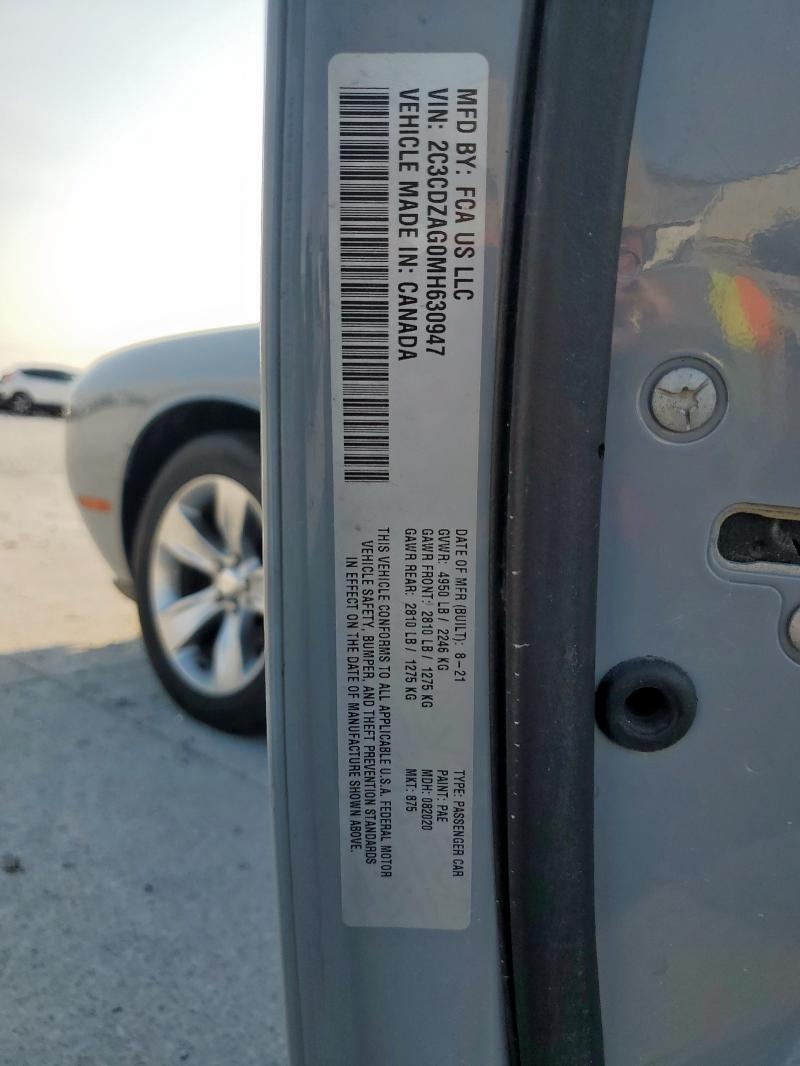 MFD BY: FCA US LLC
VIN: 2C3CDZAG0MH630947
VEHICLE MADE IN: CANADA
DATE OF MFR (BUILT): 8-21
GVWR: 4950 LB / 2246 KG
GAWR FRONT: 2810 LB / 1275 KG
GAWR REAR: 2810 LB / 1275 KG
THIS VEHICLE CONFORMS TO ALL APPLICABLE U.S.A. FEDERAL MOTOR
VEHICLE SAFETY, BUMPER, AND THEFT PREVENTION STANDARDS
IN EFFECT ON THE DATE OF MANUFACTURE SHOWN ABOVE.
TYPE: PASSENGER CAR
PAINT: PAE
MDH: 082020
MKT: 875